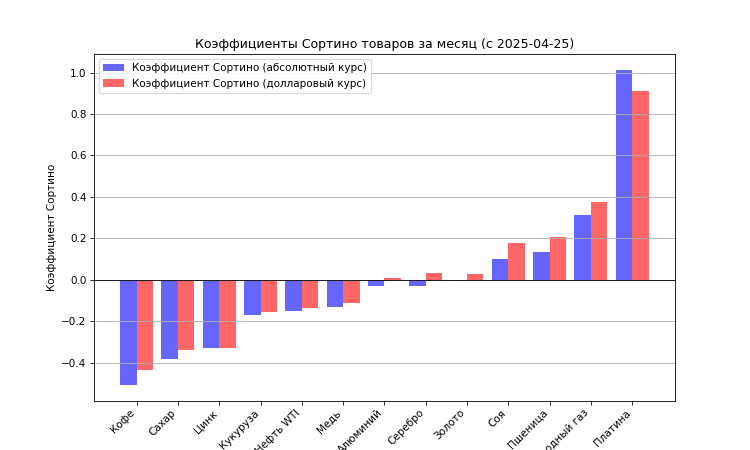 Коэффициенты Сортино товаров за месяц (с 2025-04-25)
Коэффициент Сортино (абсолютный курс)
Коэффициент Сортино (долларовый курс)
Коэффициент Сортино
1.0
0.8
0.6
0.4
0.2
0.0
−0.2
−0.4
Кофе
Сахар
Цинк
Кукуруза
Нефть WTI
Медь
Алюминий
Серебро
Золото
Соя
Пшеница
газ
Платина